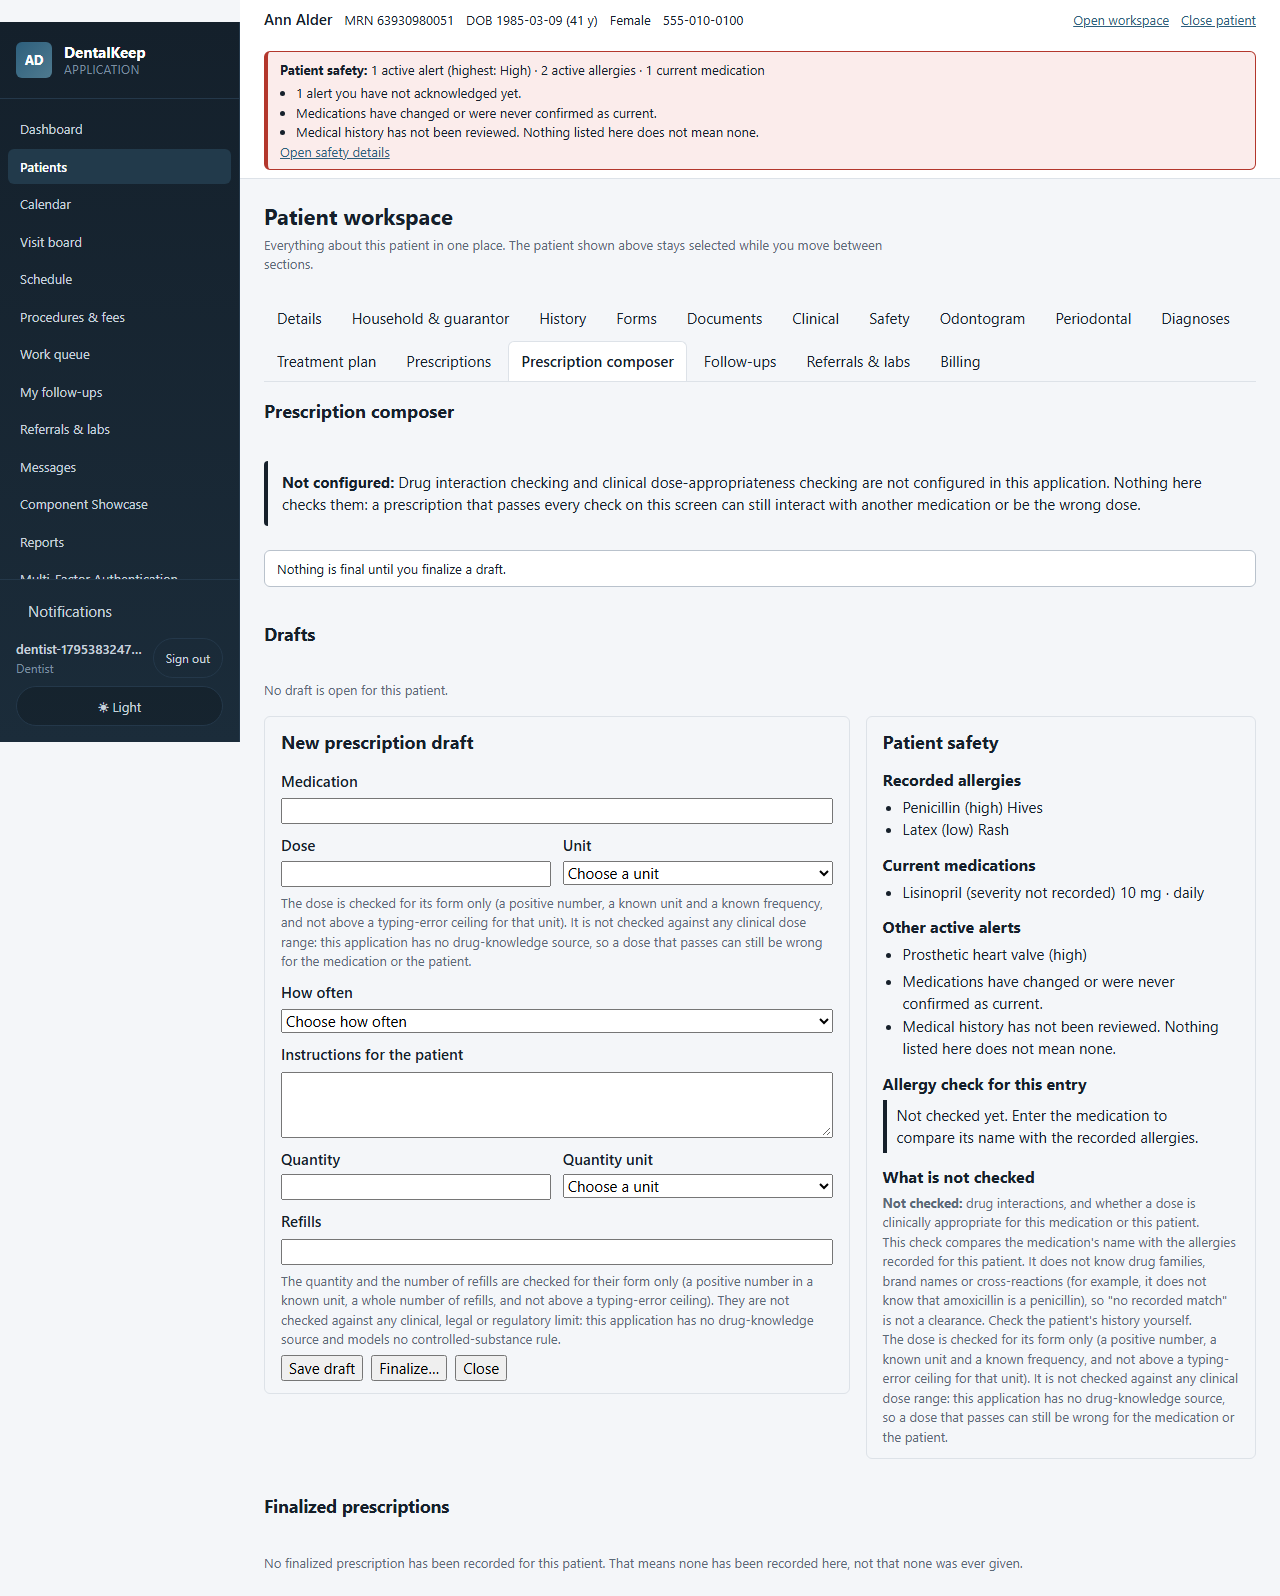 AD
DentalKeep
APPLICATION
Dashboard
Patients
Calendar
Visit board
Schedule
Procedures & fees
Work queue
My follow-ups
Referrals & labs
Messages
Component Showcase
Reports
Multi-Factor Authentication
Notifications
dentist-1795383247...
Dentist
Sign out
☀ Light
Ann Alder MRN 63930980051 DOB 1985-03-09 (41 y) Female 555-010-0100
Open workspace Close patient
Patient safety: 1 active alert (highest: High) · 2 active allergies · 1 current medication
• 1 alert you have not acknowledged yet.
• Medications have changed or were never confirmed as current.
• Medical history has not been reviewed. Nothing listed here does not mean none.
Open safety details
Patient workspace
Everything about this patient in one place. The patient shown above stays selected while you move between
sections.
Details Household & guarantor History Forms Documents Clinical Safety Odontogram Periodontal Diagnoses
Treatment plan Prescriptions Prescription composer Follow-ups Referrals & labs Billing
Prescription composer
Not configured: Drug interaction checking and clinical dose-appropriateness checking are not configured in this application. Nothing here
checks them: a prescription that passes every check on this screen can still interact with another medication or be the wrong dose.
Nothing is final until you finalize a draft.
Drafts
No draft is open for this patient.
New prescription draft
Medication
Dose Unit
Choose a unit
The dose is checked for its form only (a positive number, a known unit and a known frequency,
and not above a typing-error ceiling for that unit). It is not checked against any clinical dose
range: this application has no drug-knowledge source, so a dose that passes can still be wrong
for the medication or the patient.
How often
Choose how often
Instructions for the patient
Quantity Quantity unit
Choose a unit
Refills
The quantity and the number of refills are checked for their form only (a positive number in a
known unit, a whole number of refills, and not above a typing-error ceiling). They are not
checked against any clinical, legal or regulatory limit: this application has no drug-knowledge
source and models no controlled-substance rule.
Save draft Finalize... Close
Patient safety
Recorded allergies
• Penicillin (high) Hives
• Latex (low) Rash
Current medications
• Lisinopril (severity not recorded) 10 mg · daily
Other active alerts
• Prosthetic heart valve (high)
• Medications have changed or were never
confirmed as current.
• Medical history has not been reviewed. Nothing
listed here does not mean none.
Allergy check for this entry
Not checked yet. Enter the medication to
compare its name with the recorded allergies.
What is not checked
Not checked: drug interactions, and whether a dose is
clinically appropriate for this medication or this patient.
This check compares the medication's name with the allergies
recorded for this patient. It does not know drug families,
brand names or cross-reactions (for example, it does not
know that amoxicillin is a penicillin), so "no recorded match"
is not a clearance. Check the patient's history yourself.
The dose is checked for its form only (a positive number, a
known unit and a known frequency, and not above a typing-
error ceiling for that unit). It is not checked against any clinical
dose range: this application has no drug-knowledge source,
so a dose that passes can still be wrong for the medication or
the patient.
Finalized prescriptions
No finalized prescription has been recorded for this patient. That means none has been recorded here, not that none was ever given.